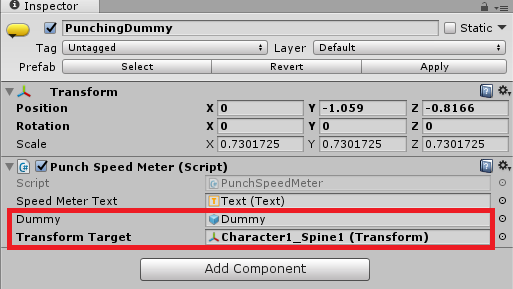 Inspector
PunchingDummy Static
Tag Untagged Layer Default
Prefab Select Revert Apply
Transform
Position X 0 Y -1.059 Z -0.8166
Rotation X 0 Y 0 Z 0
Scale X 0.7301725 Y 0.7301725 Z 0.7301725
Punch Speed Meter (Script)
Script PunchSpeedMeter
Speed Meter Text Text (Text)
Dummy Dummy
Transform Target Character1_Spine1 (Transform)
Add Component